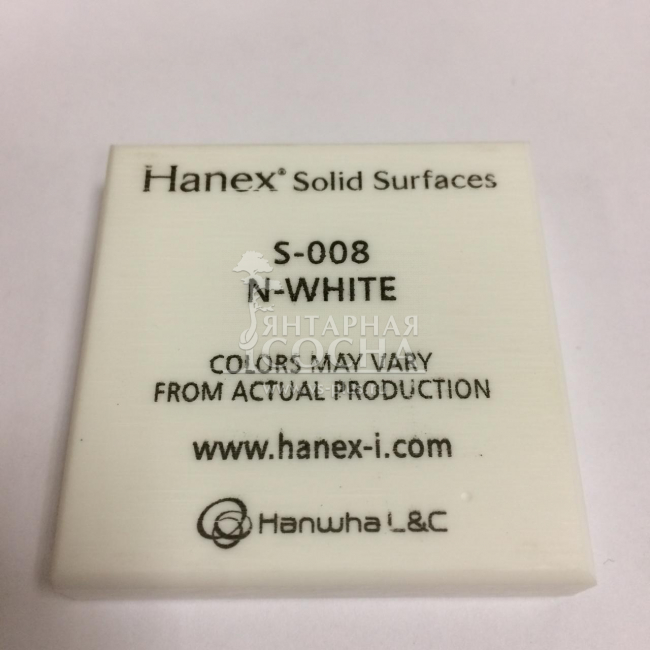 Hanex® Solid Surfaces
S-008
N-WHITE
ЯНТАРНАЯ
СОСНА
COLORS MAY VARY
FROM ACTUAL PRODUCTION
www.hanex-i.com
Hanwha L&C